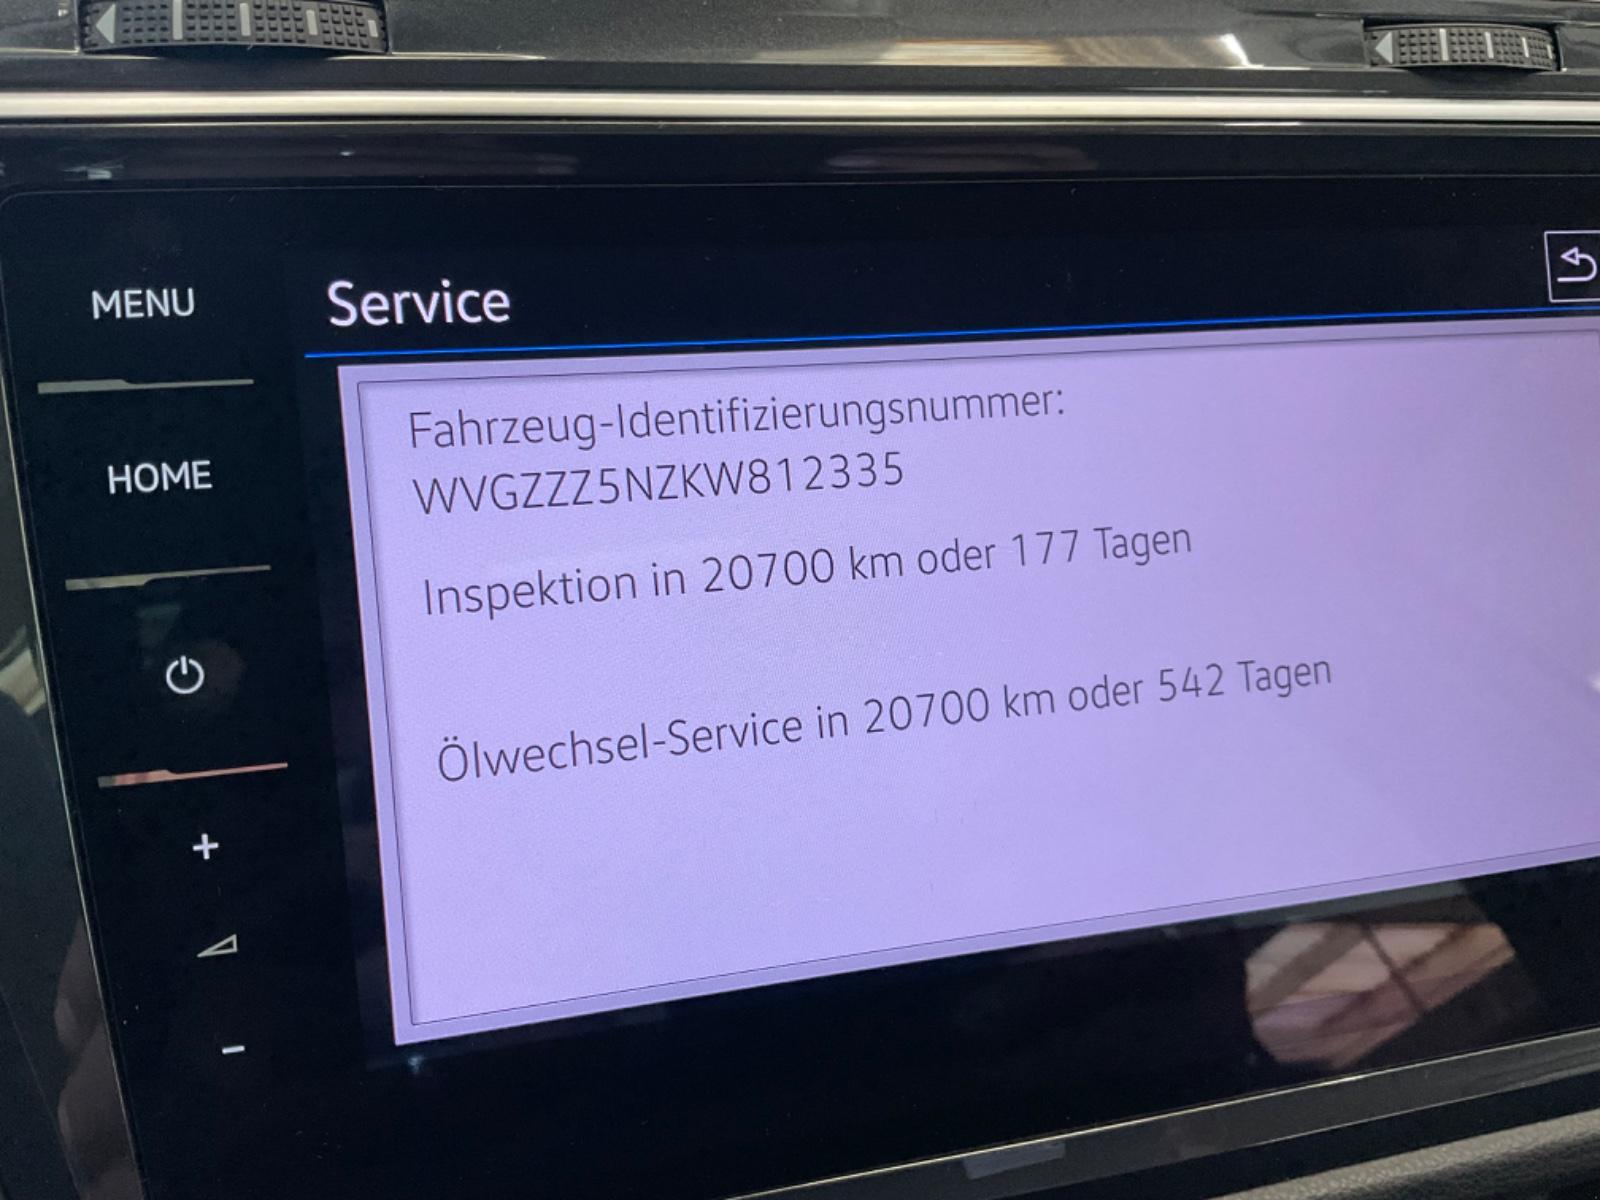 MENU
Service
HOME
Fahrzeug-Identifizierungsnummer:
WVGZZZ5NZKW812335
Inspektion in 20700 km oder 177 Tagen
Ölwechsel-Service in 20700 km oder 542 Tagen
+
-